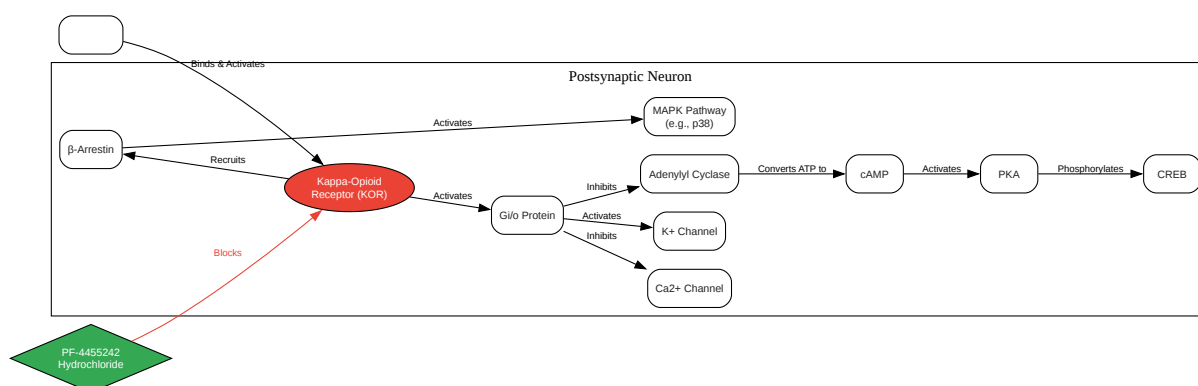 Binds & Activates
Postsynaptic Neuron
MAPK Pathway
(e.g., p38)
Activates
β-Arrestin
Recruits
Kappa-Opioid
Receptor (KOR)
Activates
Gi/o Protein
Inhibits
Adenylyl Cyclase
Converts ATP to
cAMP
Activates
PKA
Phosphorylates
CREB
Activates
K+ Channel
Inhibits
Ca2+ Channel
Blocks
PF-4455242
Hydrochloride